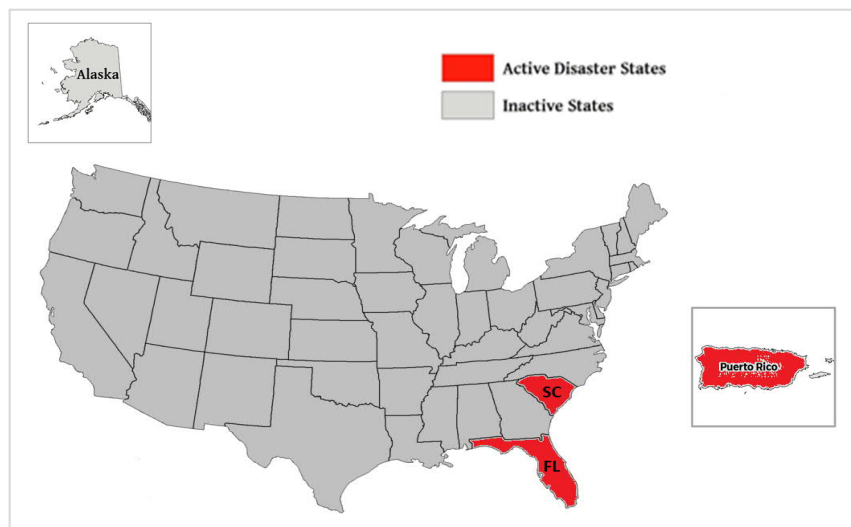 Alaska
Active Disaster States
Inactive States
Puerto Rico
SC
FL